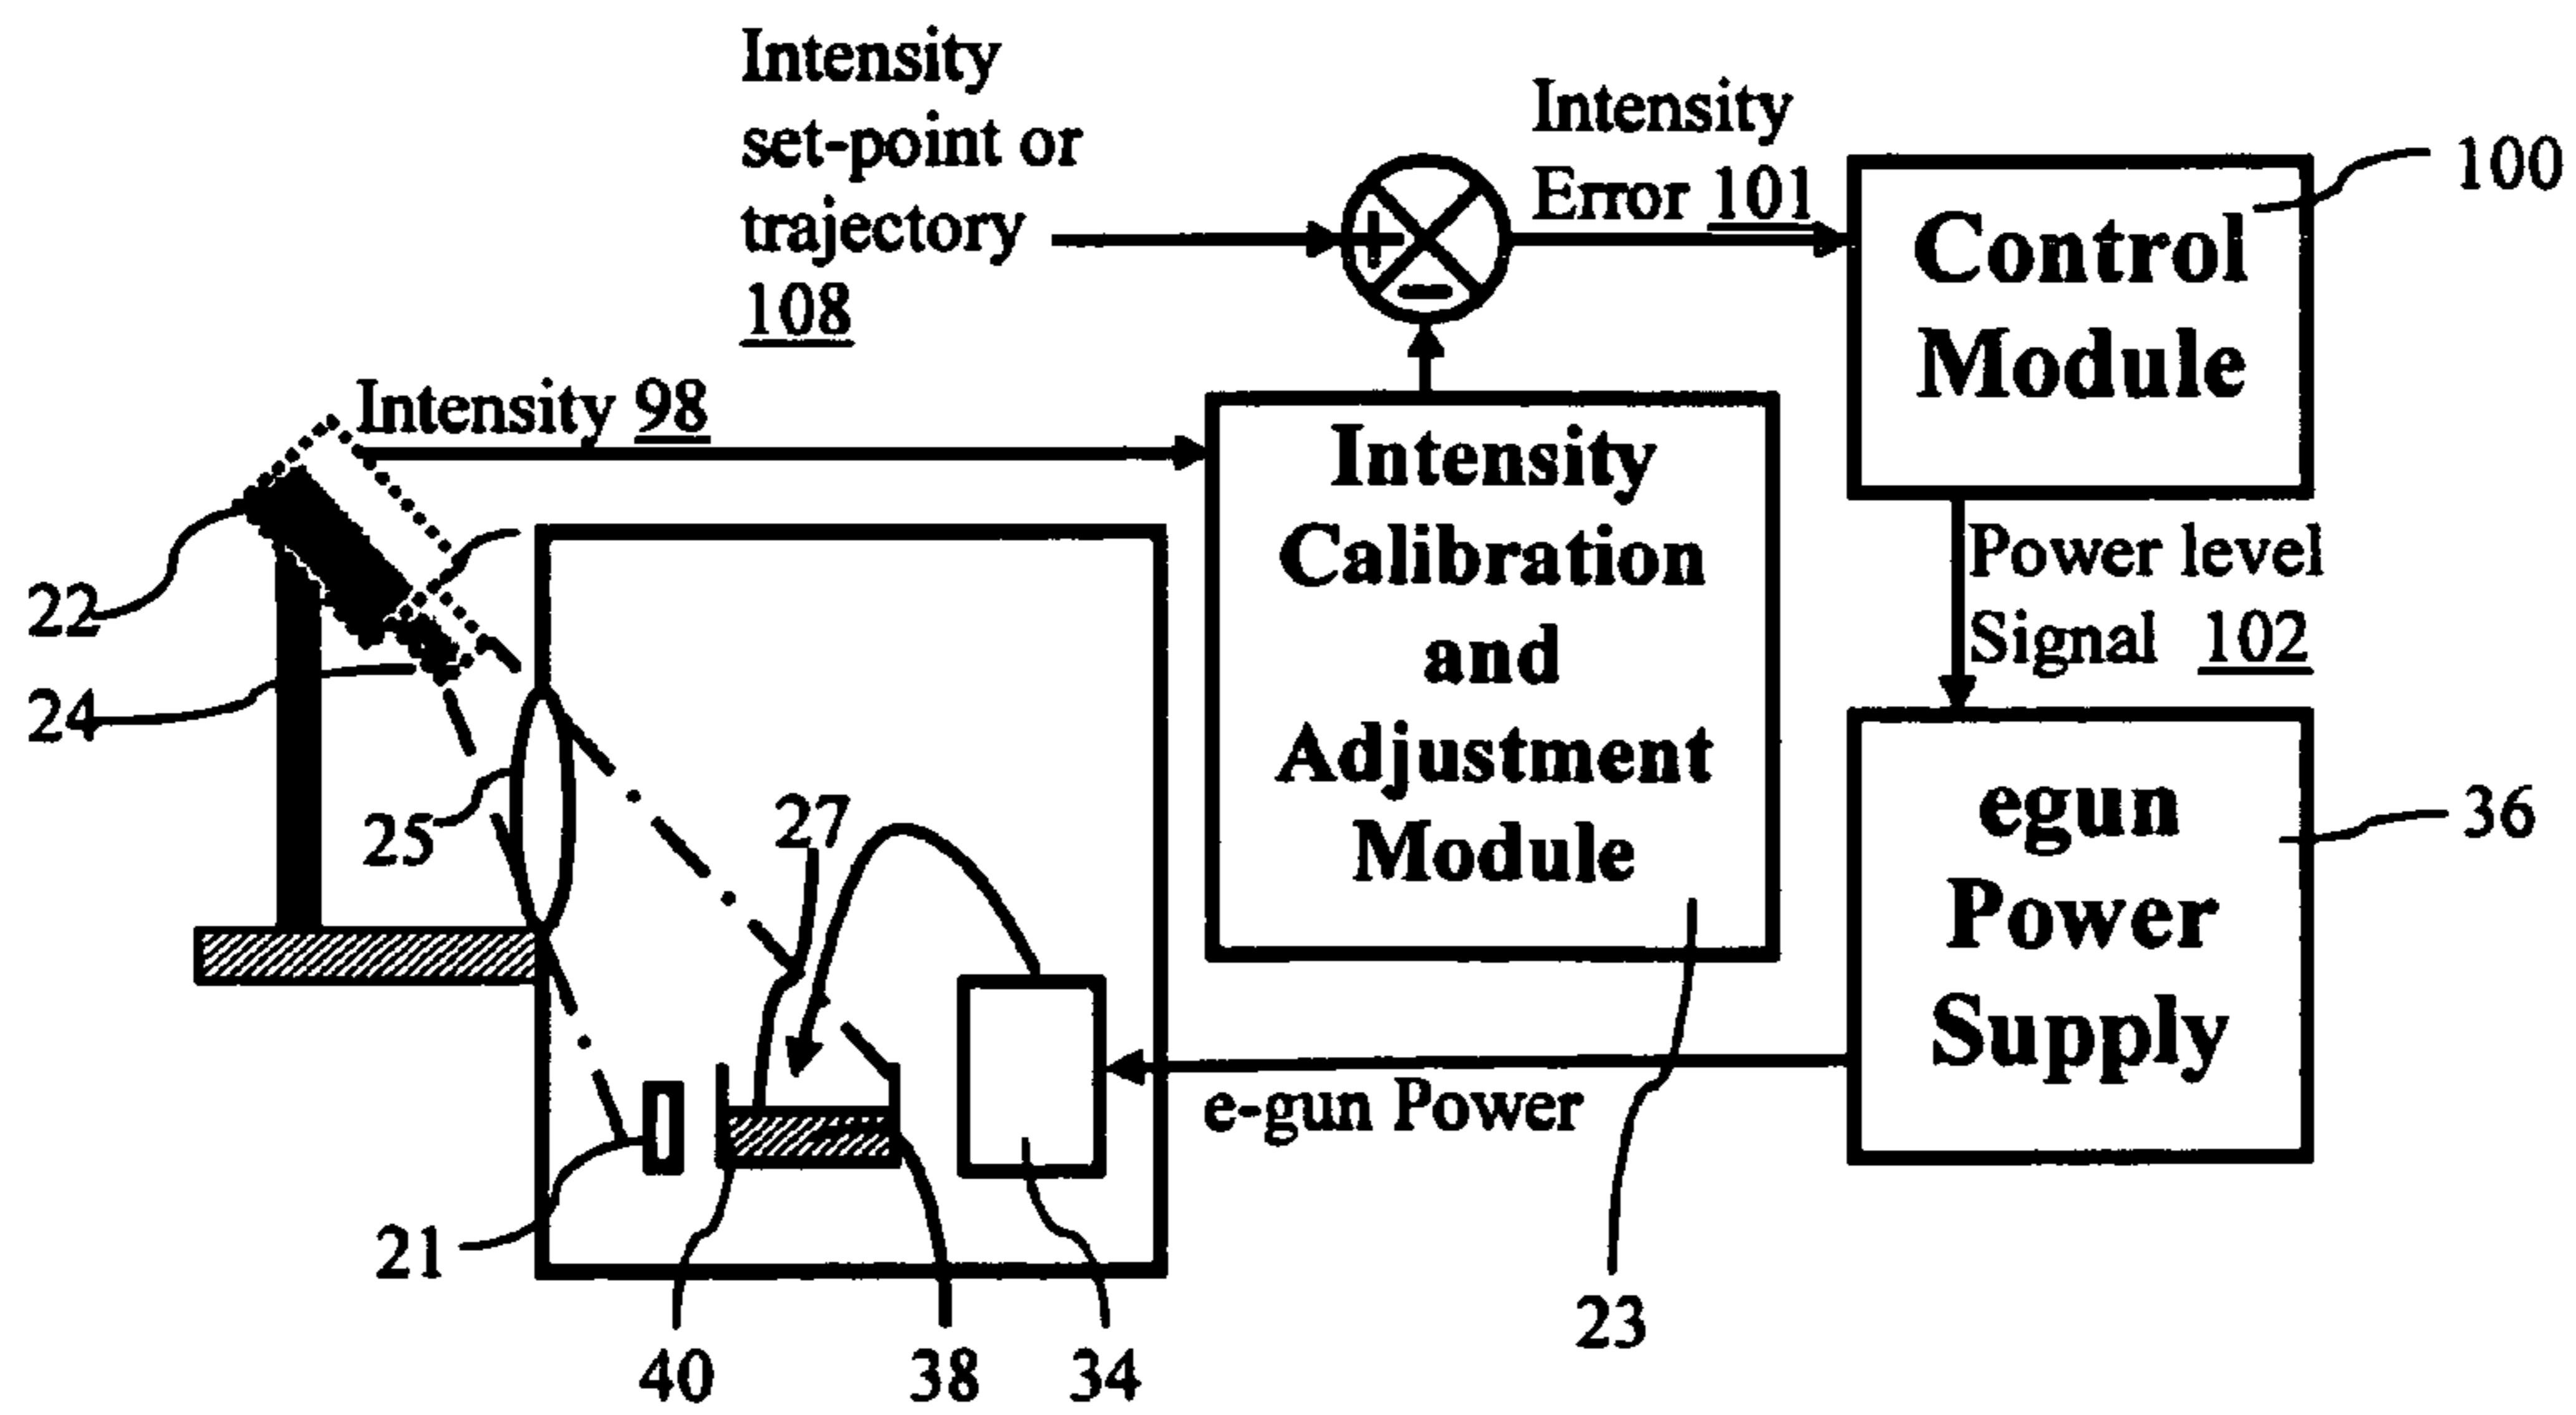 Intensity
set-point or
trajectory
108
Intensity
Error 101
100
Control
Module
Intensity 98
Intensity
Calibration
and
Adjustment
Module
Power level
Signal 102
22
24
25
27
egun
Power
Supply
36
e-gun Power
21
40
38
34
23
+
−